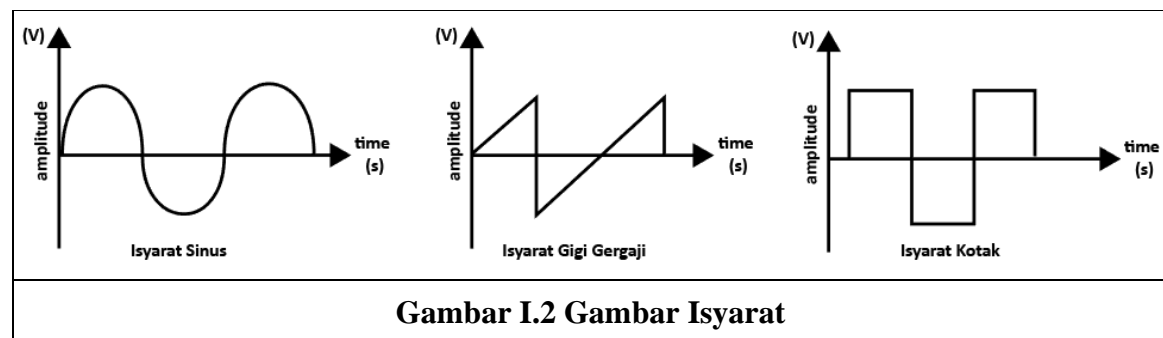 (V)
amplitude
time
(s)
Isyarat Sinus
(V)
amplitude
time
(s)
Isyarat Gigi Gergaji
(V)
amplitude
time
(s)
Isyarat Kotak
Gambar I.2 Gambar Isyarat